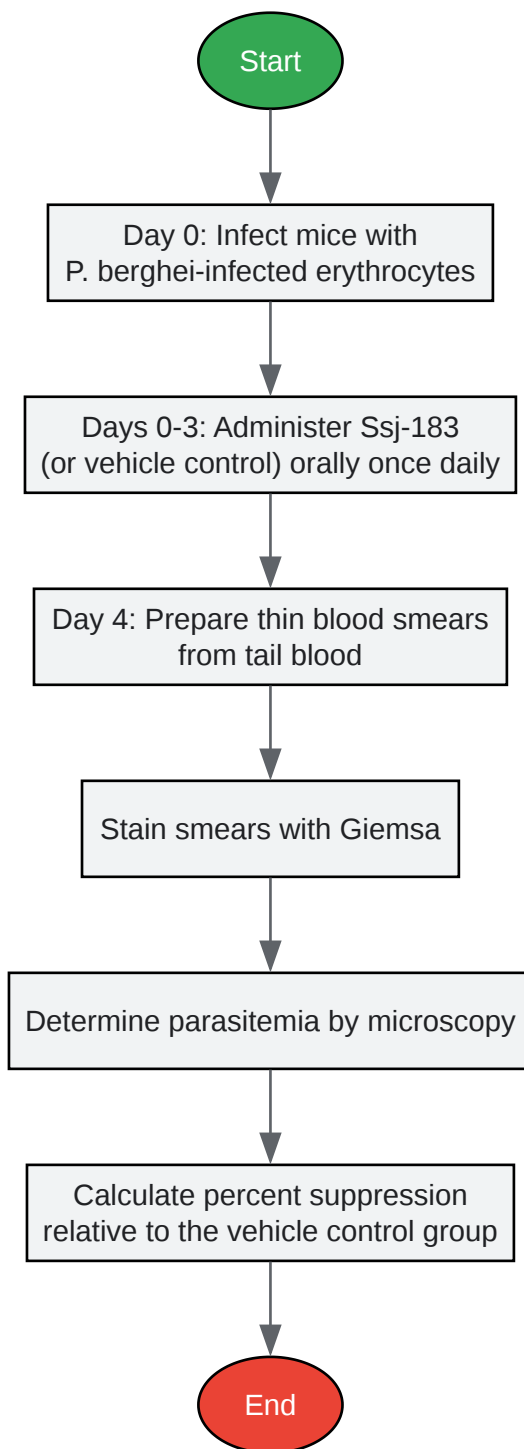 Start
Day 0: Infect mice with
P. berghei-infected erythrocytes
Days 0-3: Administer Ssj-183
(or vehicle control) orally once daily
Day 4: Prepare thin blood smears
from tail blood
Stain smears with Giemsa
Determine parasitemia by microscopy
Calculate percent suppression
relative to the vehicle control group
End